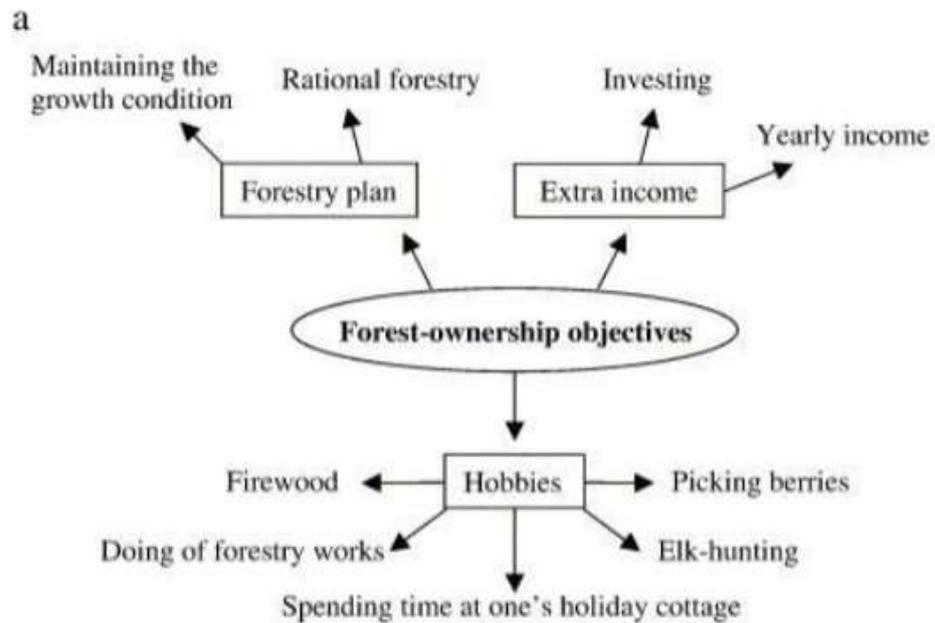 a
Maintaining the
growth condition
Rational forestry
Investing
Yearly income
Forestry plan
Extra income
Forest-ownership objectives
Firewood
Hobbies
Picking berries
Doing of forestry works
Elk-hunting
Spending time at one's holiday cottage